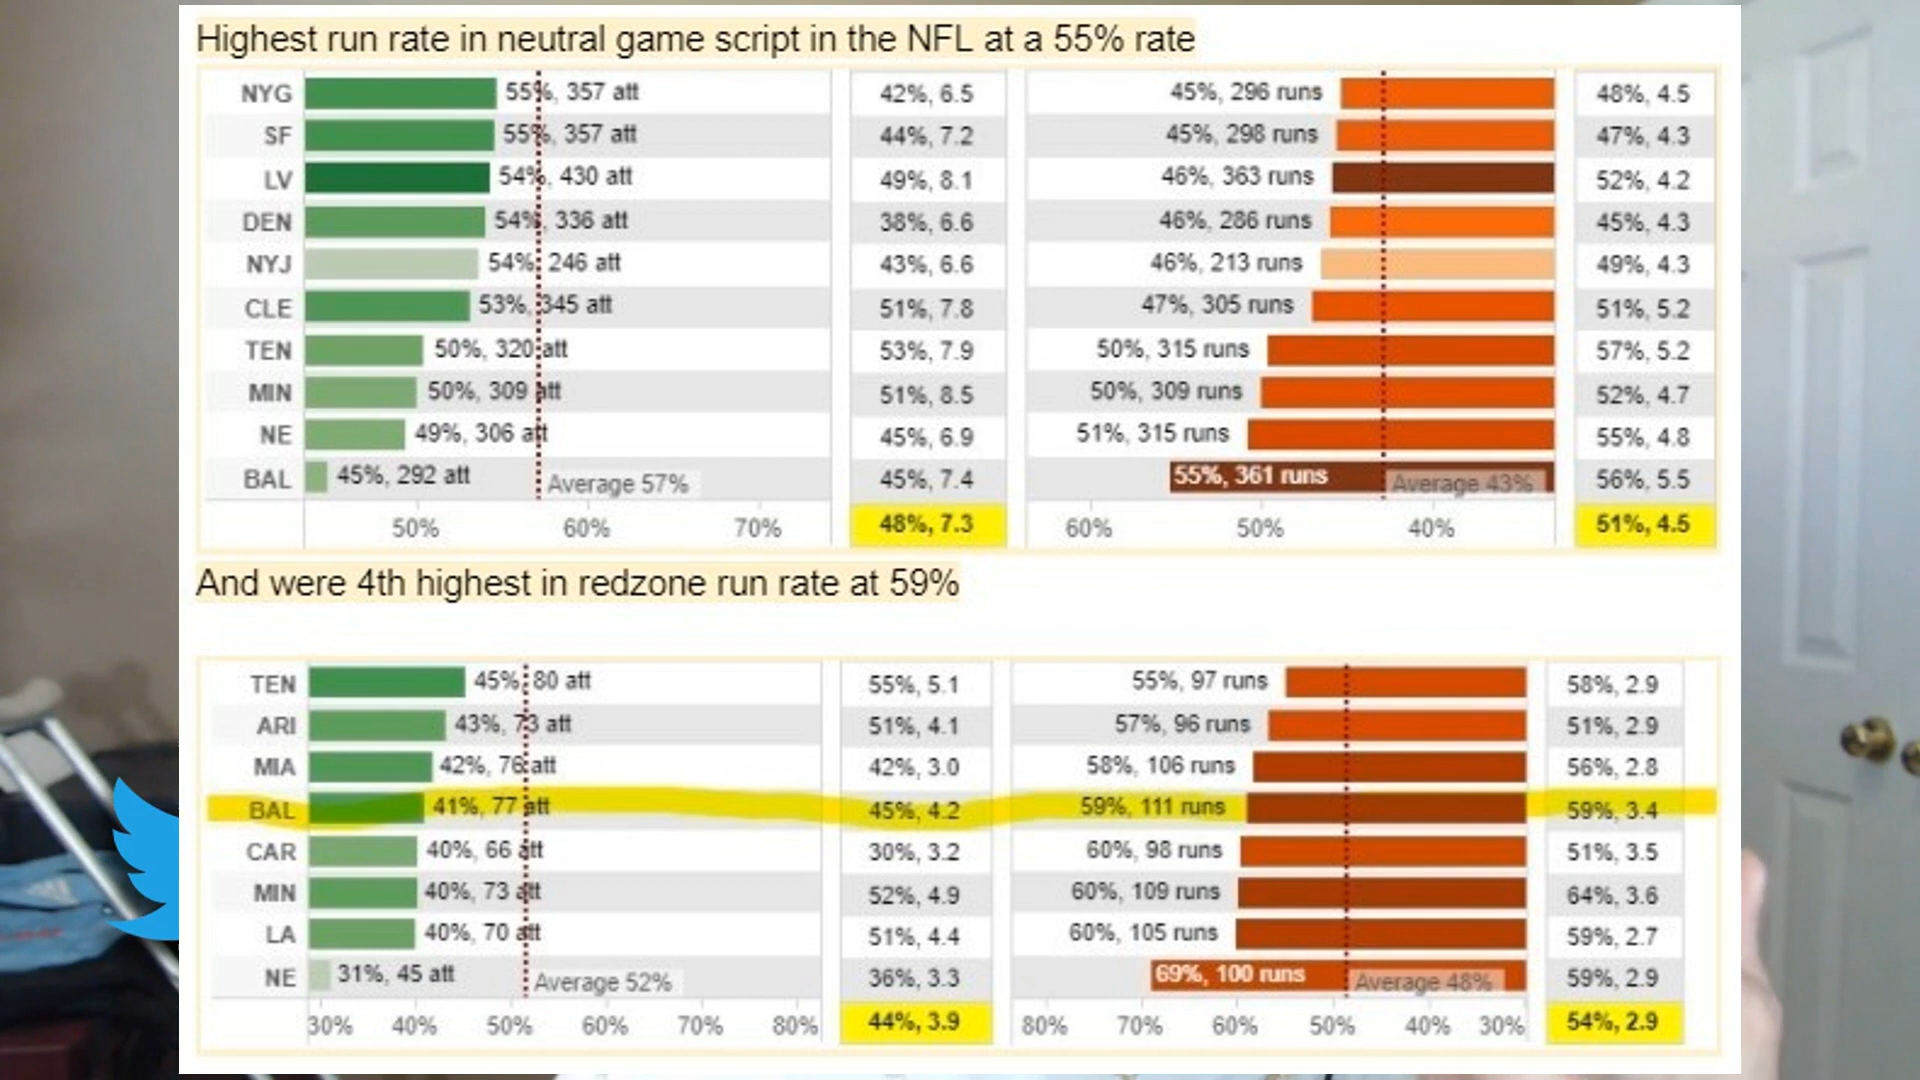 Highest run rate in neutral game script in the NFL at a 55% rate
NYG 55%, 357 att 42%, 6.5 45%, 296 runs 48%, 4.5
SF 55%, 357 att 44%, 7.2 45%, 298 runs 47%, 4.3
LV 54%, 430 att 49%, 8.1 46%, 363 runs 52%, 4.2
DEN 54%, 336 att 38%, 6.6 46%, 286 runs 45%, 4.3
NYJ 54%, 246 att 43%, 6.6 46%, 213 runs 49%, 4.3
CLE 53%, 345 att 51%, 7.8 47%, 305 runs 51%, 5.2
TEN 50%, 320 att 53%, 7.9 50%, 315 runs 57%, 5.2
MIN 50%, 309 att 51%, 8.5 50%, 309 runs 52%, 4.7
NE 49%, 306 att 45%, 6.9 51%, 315 runs 55%, 4.8
BAL 45%, 292 att Average 57% 45%, 7.4 55%, 361 runs Average 43% 56%, 5.5
50% 60% 70% 48%, 7.3 60% 50% 40% 51%, 4.5
And were 4th highest in redzone run rate at 59%
TEN 45%, 80 att 55%, 5.1 55%, 97 runs 58%, 2.9
ARI 43%, 73 att 51%, 4.1 57%, 96 runs 51%, 2.9
MIA 42%, 76 att 42%, 3.0 58%, 106 runs 56%, 2.8
BAL 41%, 77 att 45%, 4.2 59%, 111 runs 59%, 3.4
CAR 40%, 66 att 30%, 3.2 60%, 98 runs 51%, 3.5
MIN 40%, 73 att 52%, 4.9 60%, 109 runs 64%, 3.6
LA 40%, 70 att 51%, 4.4 60%, 105 runs 59%, 2.7
NE 31%, 45 att Average 52% 36%, 3.3 69%, 100 runs Average 48% 59%, 2.9
30% 40% 50% 60% 70% 80% 44%, 3.9 80% 70% 60% 50% 40% 30% 54%, 2.9